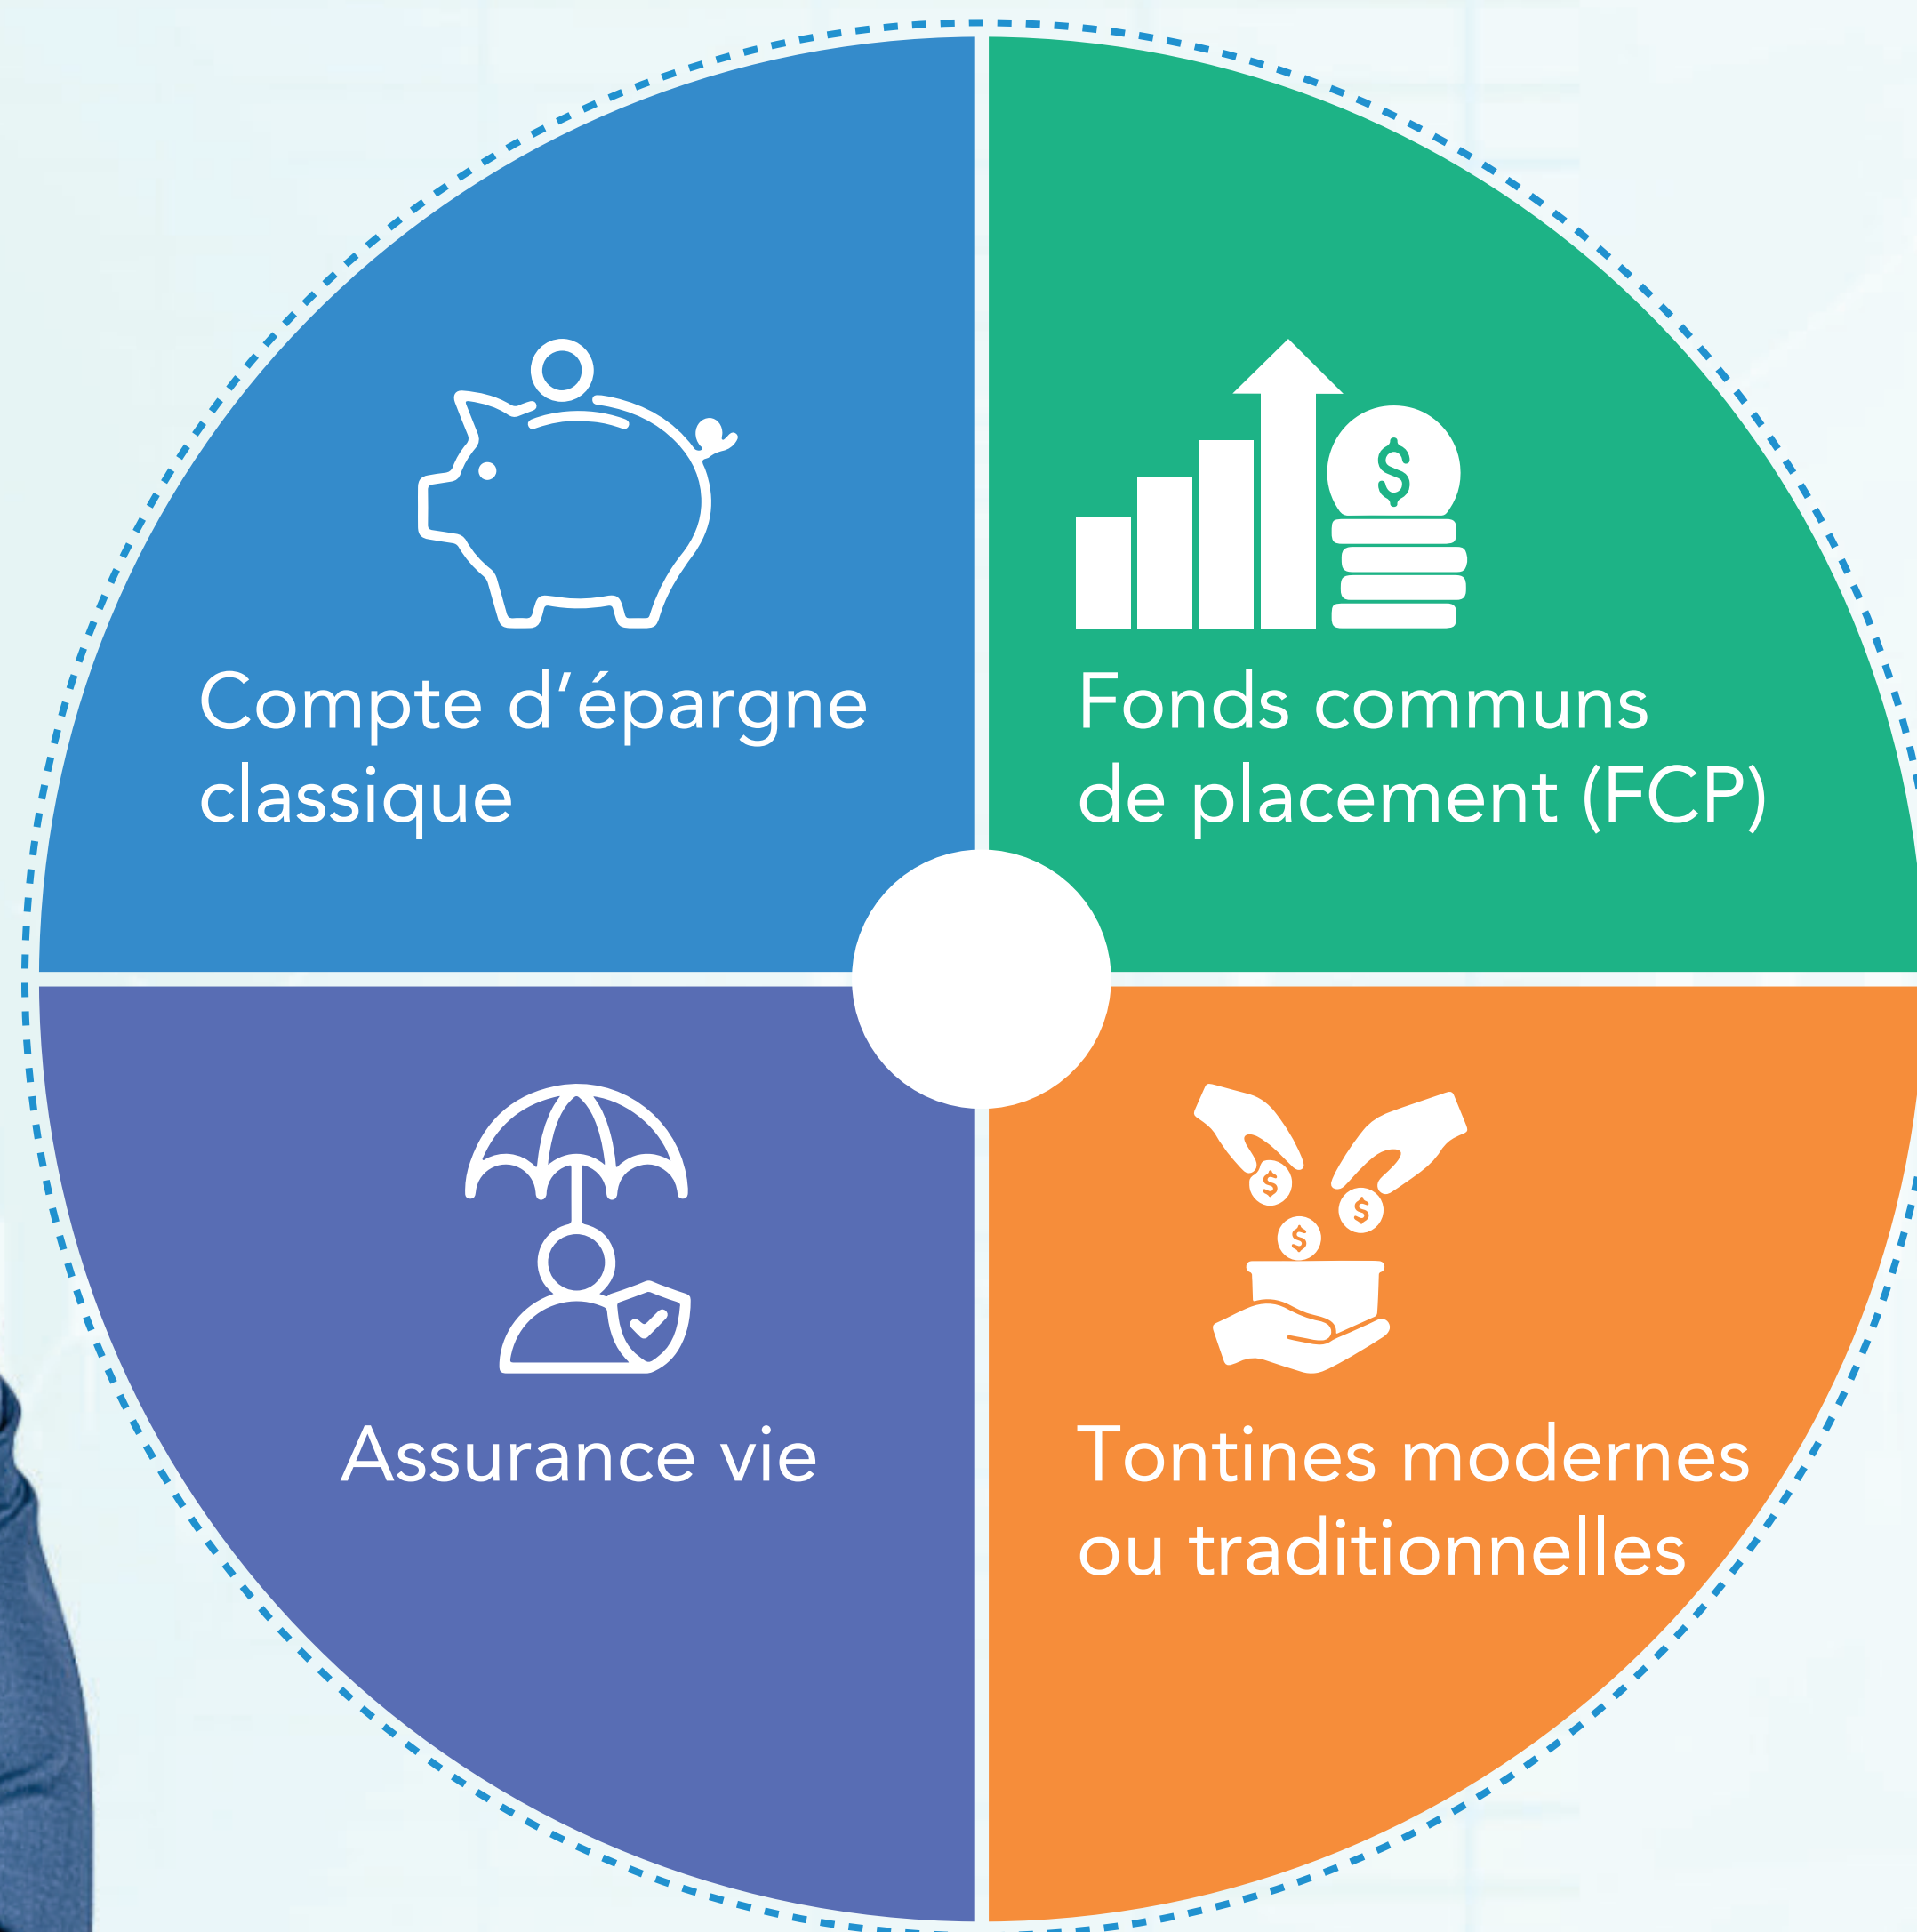 Compte d’épargne
classique
Fonds communs
de placement (FCP)
Assurance vie
Tontines modernes
ou traditionnelles